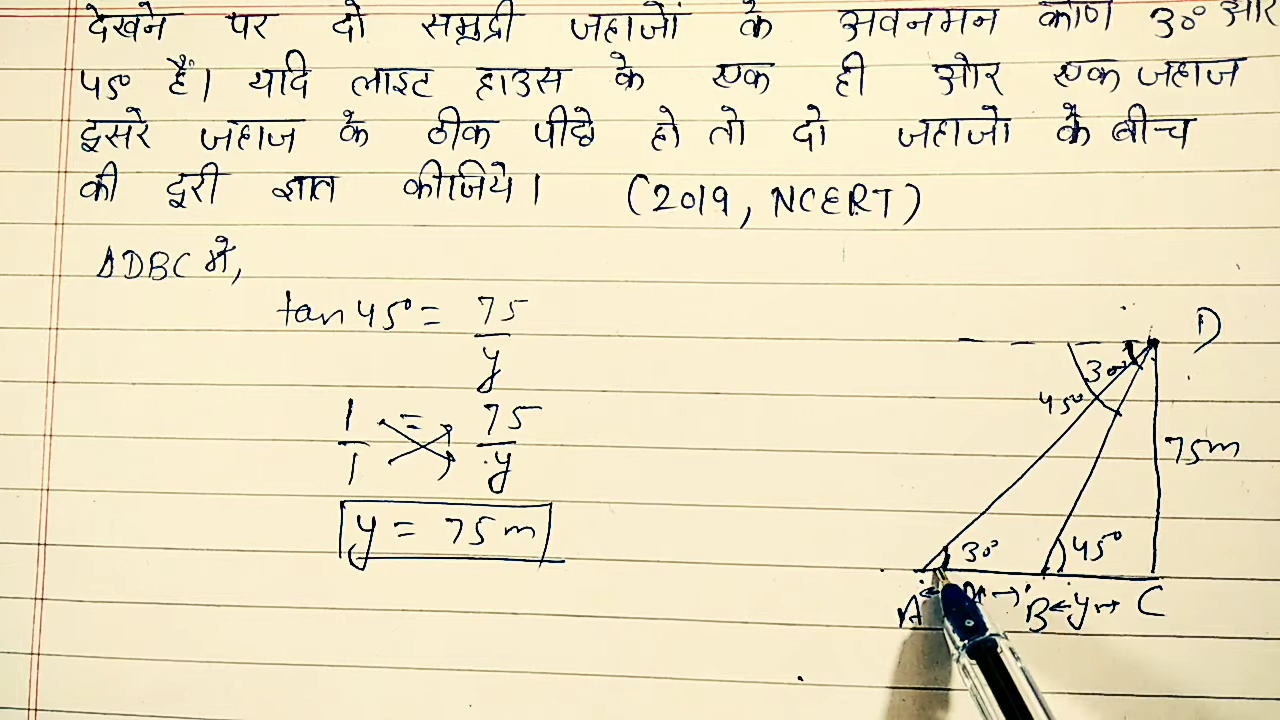 देखने पर दो समुद्री जहाजों के अवनमन कोण 30° और
45° हैं। यदि लाइट हाउस के एक ही ओर एक जहाज
दूसरे जहाज के ठीक पीछे हो तो दो जहाजो के बीच
की दूरी ज्ञात कीजिये। (2019, NCERT)
ΔDBC में,
tan 45° = 75/y
1/1 = 75/y
y = 75m
D
30°
45°
75m
30° 45°
A B ←y→ C